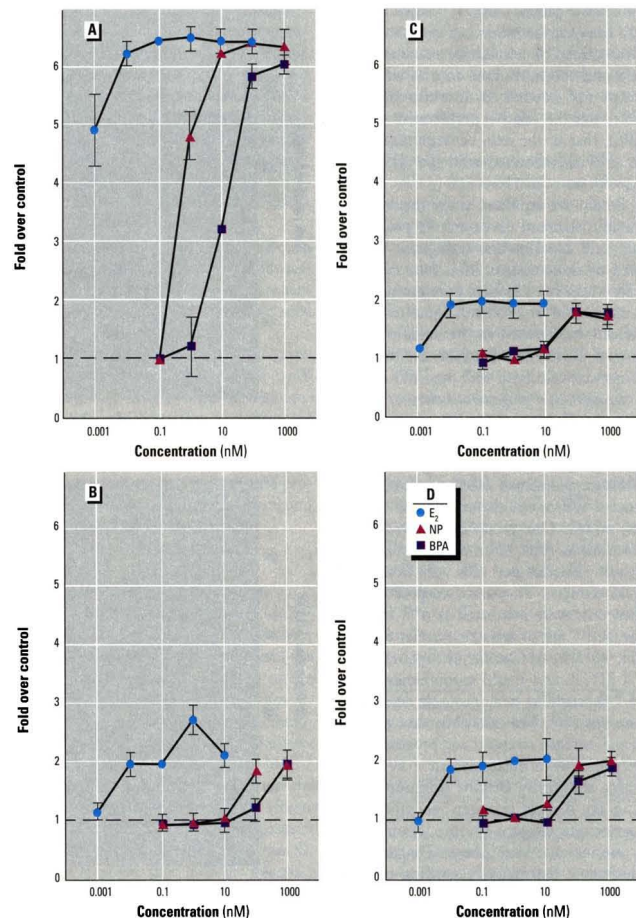 A
Fold over control
6
5
4
3
2
1
0
0.001
0.1
10
1000
Concentration (nM)
C
Fold over control
6
5
4
3
2
1
0
0.001
0.1
10
1000
Concentration (nM)
B
Fold over control
6
5
4
3
2
1
0
0.001
0.1
10
1000
Concentration (nM)
D
E2
NP
BPA
Fold over control
6
5
4
3
2
1
0
0.001
0.1
10
1000
Concentration (nM)